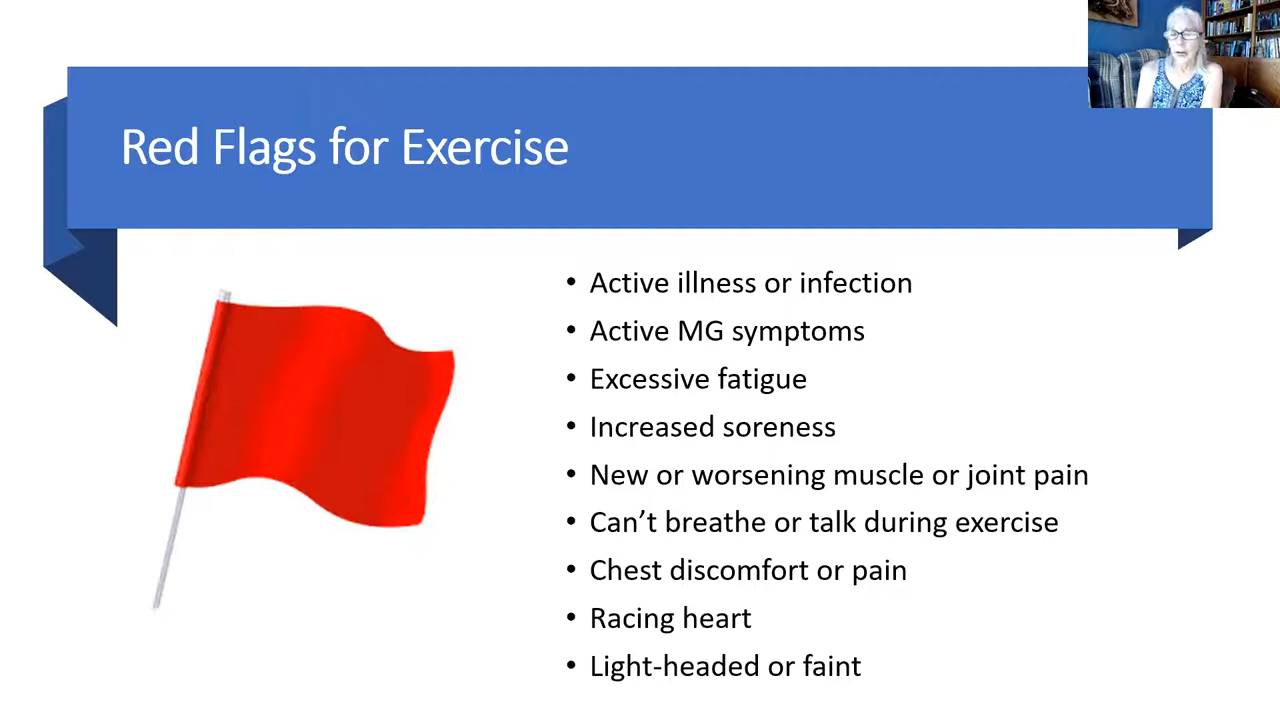 Red Flags for Exercise
• Active illness or infection
• Active MG symptoms
• Excessive fatigue
• Increased soreness
• New or worsening muscle or joint pain
• Can’t breathe or talk during exercise
• Chest discomfort or pain
• Racing heart
• Light-headed or faint